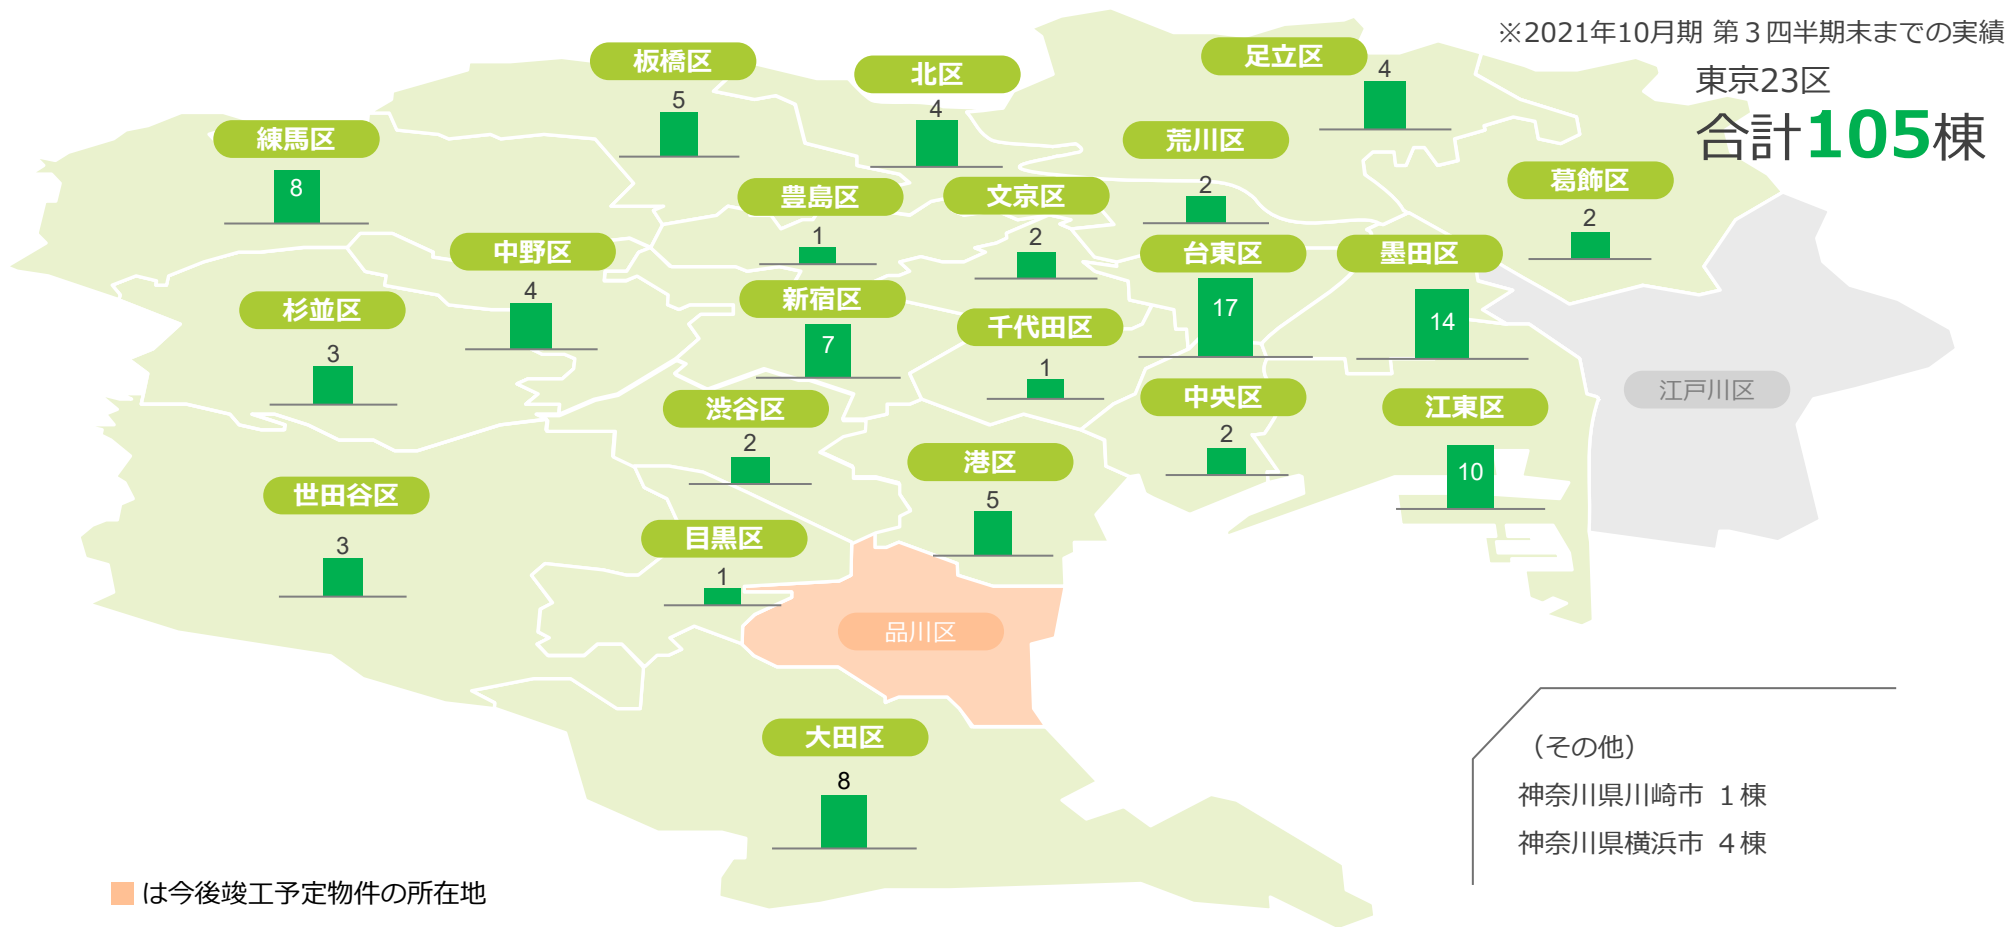 ※2021年10月期 第３四半期末までの実績
東京23区
合計105棟
板橋区
5
北区
4
足立区
4
練馬区
8
荒川区
2
葛飾区
2
豊島区
1
文京区
2
中野区
4
台東区
17
墨田区
14
杉並区
3
新宿区
7
千代田区
1
江戸川区
渋谷区
2
中央区
2
江東区
10
港区
5
世田谷区
3
目黒区
1
品川区
大田区
8
（その他）
神奈川県川崎市 １棟
神奈川県横浜市 ４棟
は今後竣工予定物件の所在地